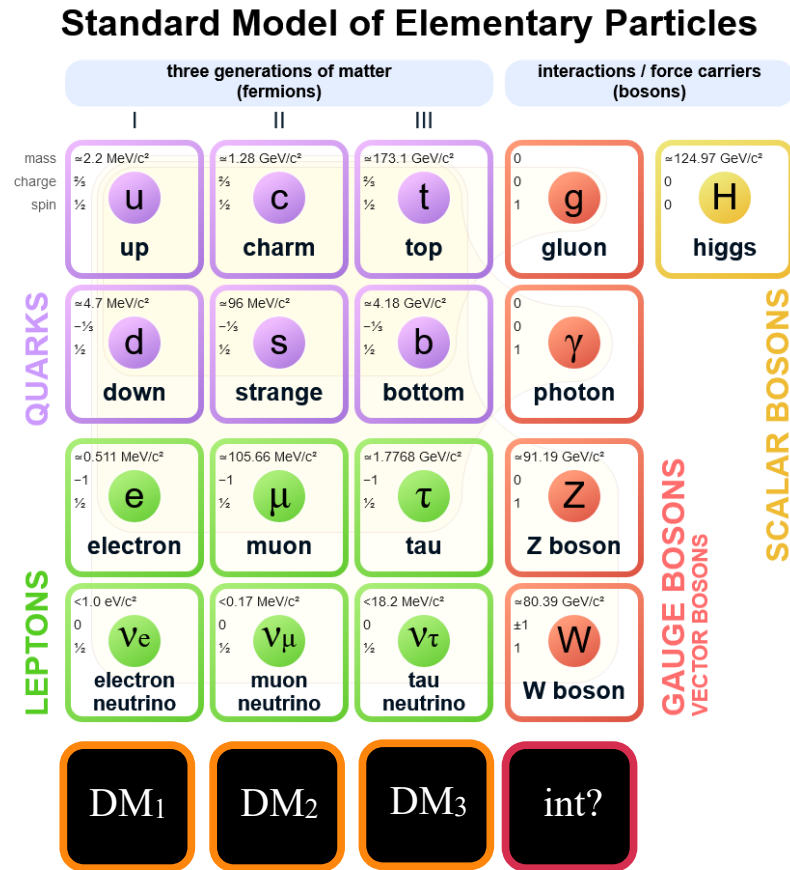 Standard Model of Elementary Particles
three generations of matter
(fermions)
interactions / force carriers
(bosons)
I
II
III
mass
charge
spin
≃2.2 MeV/c²
⅔
½
u
up
≃1.28 GeV/c²
⅔
½
c
charm
≃173.1 GeV/c²
⅔
½
t
top
0
0
1
g
gluon
≃124.97 GeV/c²
0
0
H
higgs
QUARKS
≃4.7 MeV/c²
−⅓
½
d
down
≃96 MeV/c²
−⅓
½
s
strange
≃4.18 GeV/c²
−⅓
½
b
bottom
0
0
1
γ
photon
SCALAR BOSONS
≃0.511 MeV/c²
−1
½
e
electron
≃105.66 MeV/c²
−1
½
μ
muon
≃1.7768 GeV/c²
−1
½
τ
tau
≃91.19 GeV/c²
0
1
Z
Z boson
LEPTONS
<1.0 eV/c²
0
½
νe
electron
neutrino
<0.17 MeV/c²
0
½
νμ
muon
neutrino
<18.2 MeV/c²
0
½
ντ
tau
neutrino
≃80.39 GeV/c²
±1
1
W
W boson
GAUGE BOSONS
VECTOR BOSONS
DM1
DM2
DM3
int?